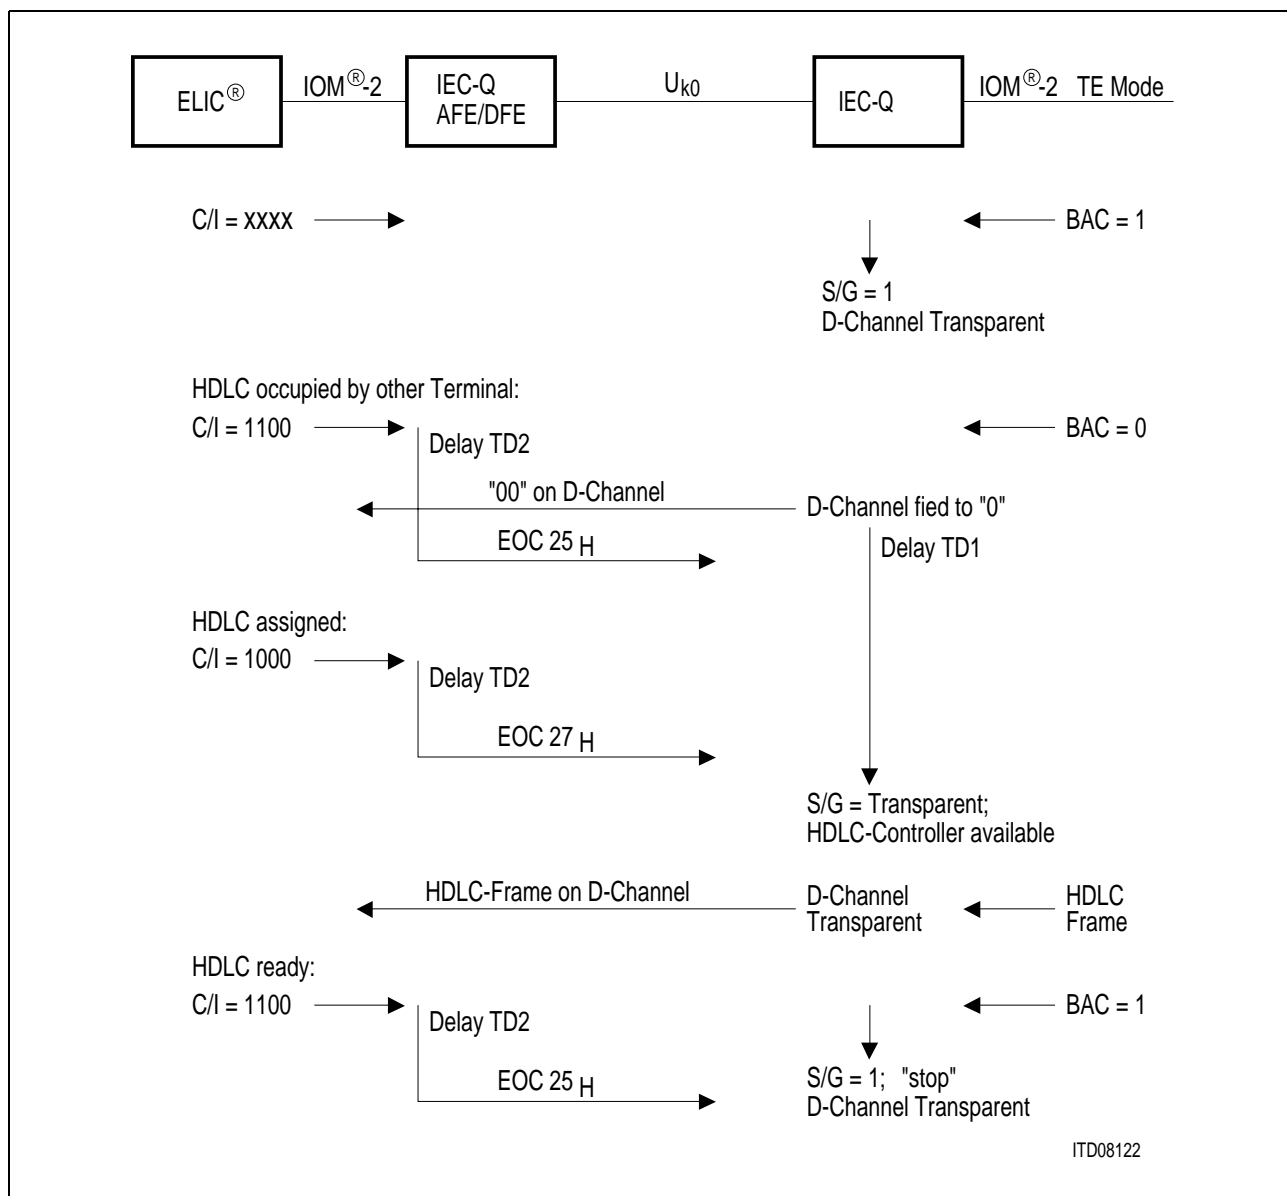 ELIC® IOM®-2 IEC-Q AFE/DFE Uk0 IEC-Q IOM®-2 TE Mode
C/I = xxxx BAC = 1
S/G = 1
D-Channel Transparent
HDLC occupied by other Terminal:
C/I = 1100 Delay TD2 BAC = 0
"00" on D-Channel D-Channel fied to "0"
EOC 25 H Delay TD1
HDLC assigned:
C/I = 1000 Delay TD2
EOC 27 H
S/G = Transparent;
HDLC-Controller available
HDLC-Frame on D-Channel D-Channel HDLC
Transparent Frame
HDLC ready:
C/I = 1100 BAC = 1
Delay TD2
EOC 25 H S/G = 1; "stop"
D-Channel Transparent
ITD08122